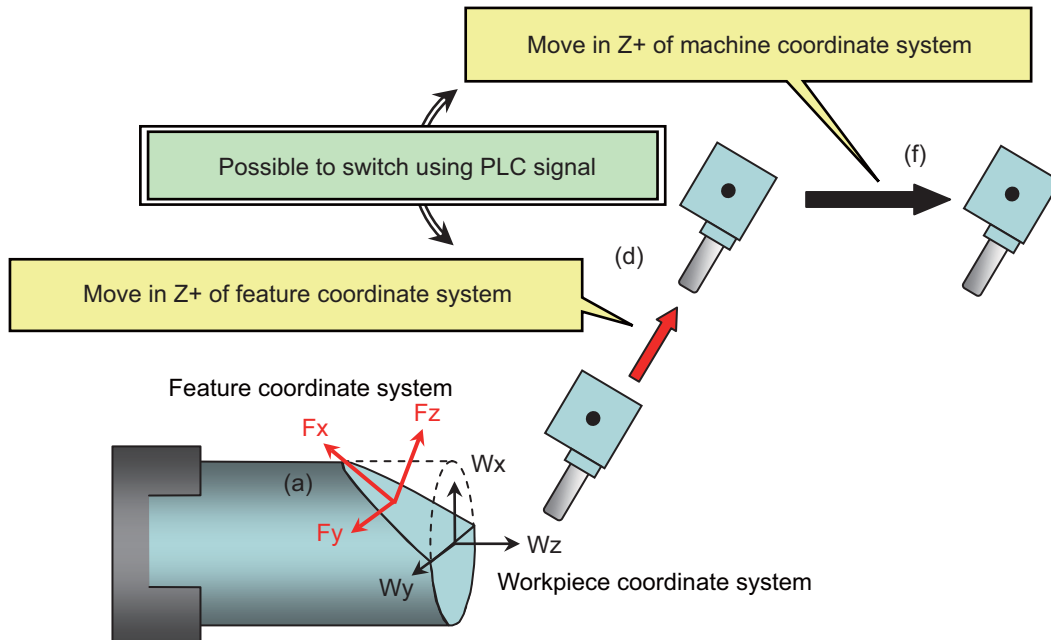 Move in Z+ of machine coordinate system
Possible to switch using PLC signal
(f)
(d)
Move in Z+ of feature coordinate system
Feature coordinate system
Fx
Fz
(a)
Wx
Fy
Wz
Wy
Workpiece coordinate system